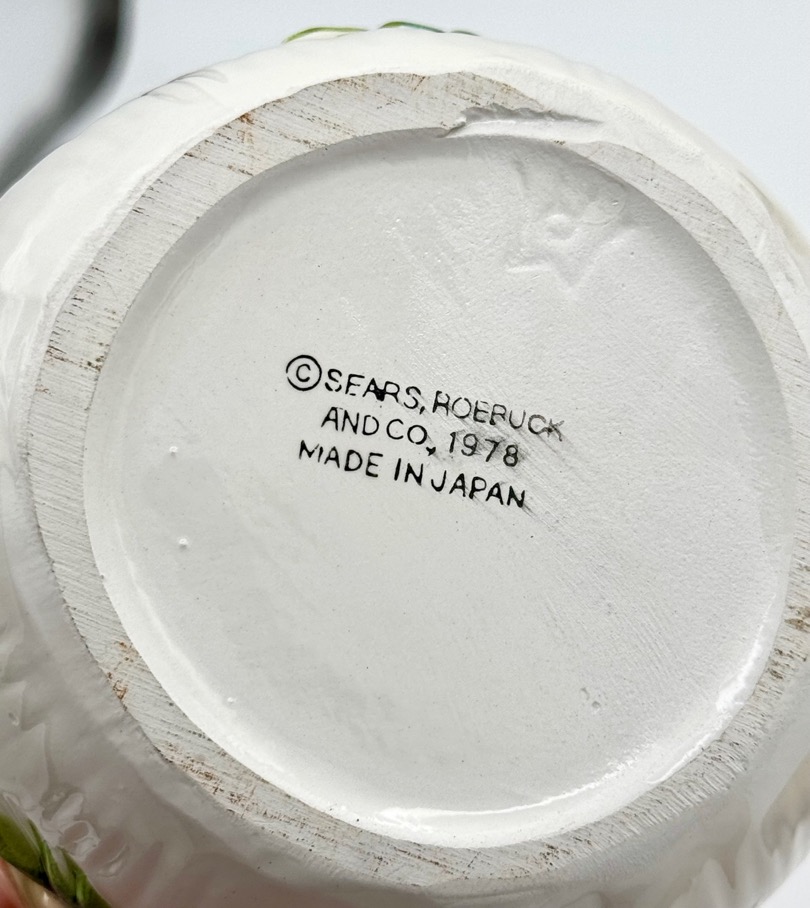 ©SEARS, ROEBUCK
AND CO, 1978
MADE IN JAPAN